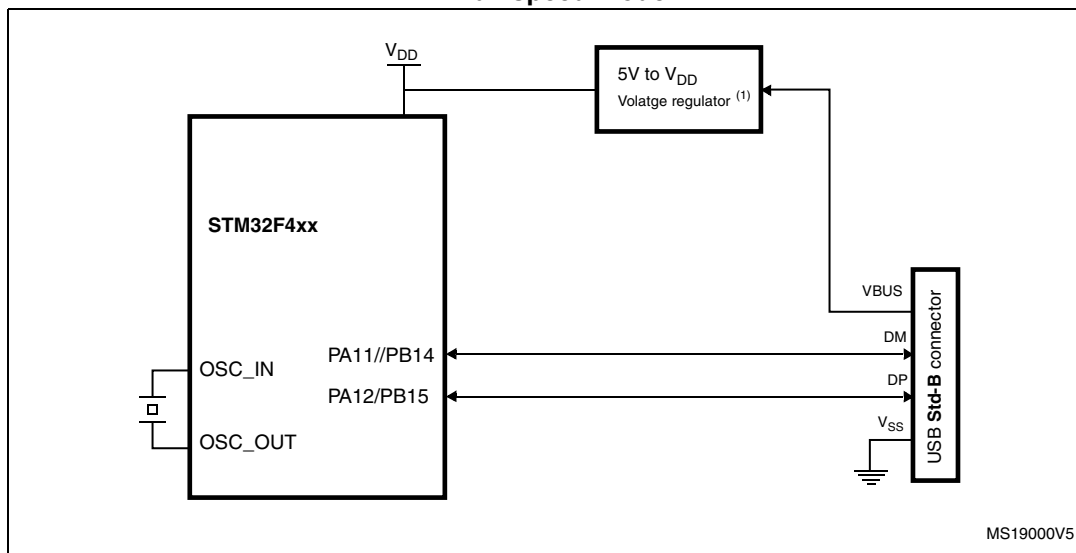 V_DD
5V to V_DD
Volatge regulator (1)
STM32F4xx
VBUS
PA11//PB14
DM
OSC_IN
PA12/PB15
DP
OSC_OUT
V_SS
USB Std-B connector
MS19000V5